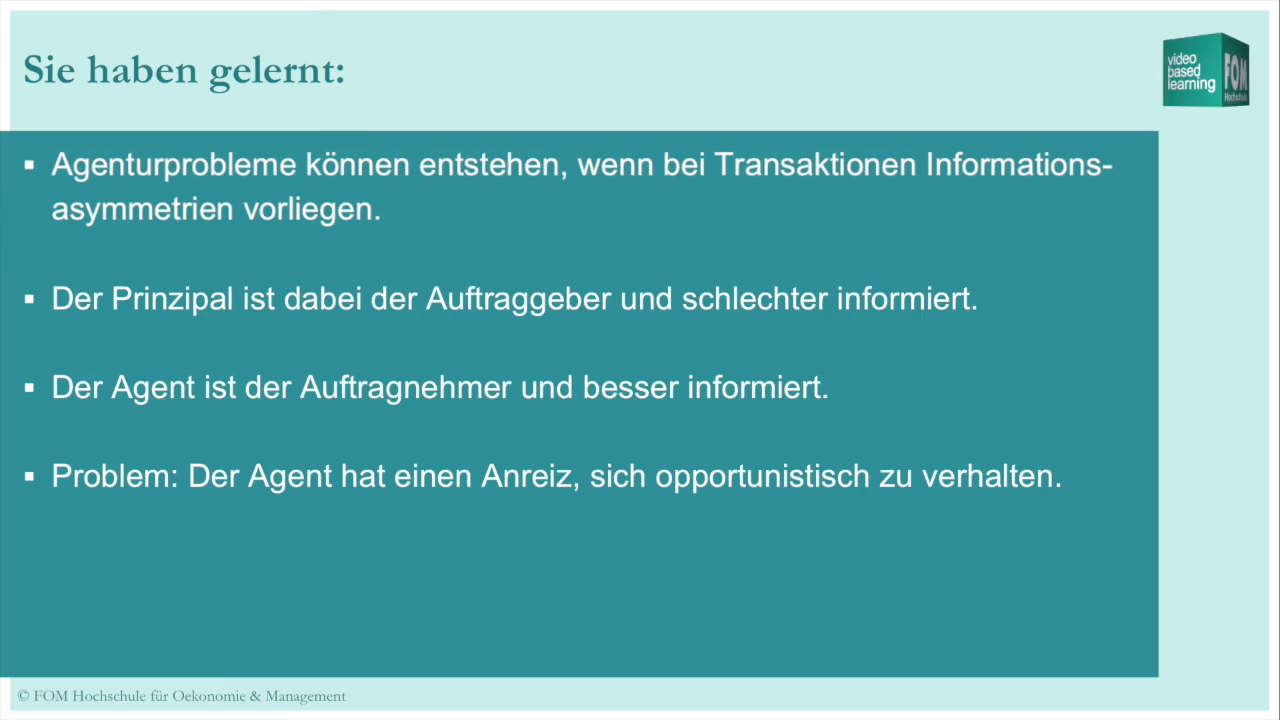 Sie haben gelernt:
video
based
learning
FOM
Hochschule
▪ Agenturprobleme können entstehen, wenn bei Transaktionen Informations-
asymmetrien vorliegen.
▪ Der Prinzipal ist dabei der Auftraggeber und schlechter informiert.
▪ Der Agent ist der Auftragnehmer und besser informiert.
▪ Problem: Der Agent hat einen Anreiz, sich opportunistisch zu verhalten.
© FOM Hochschule für Oekonomie & Management